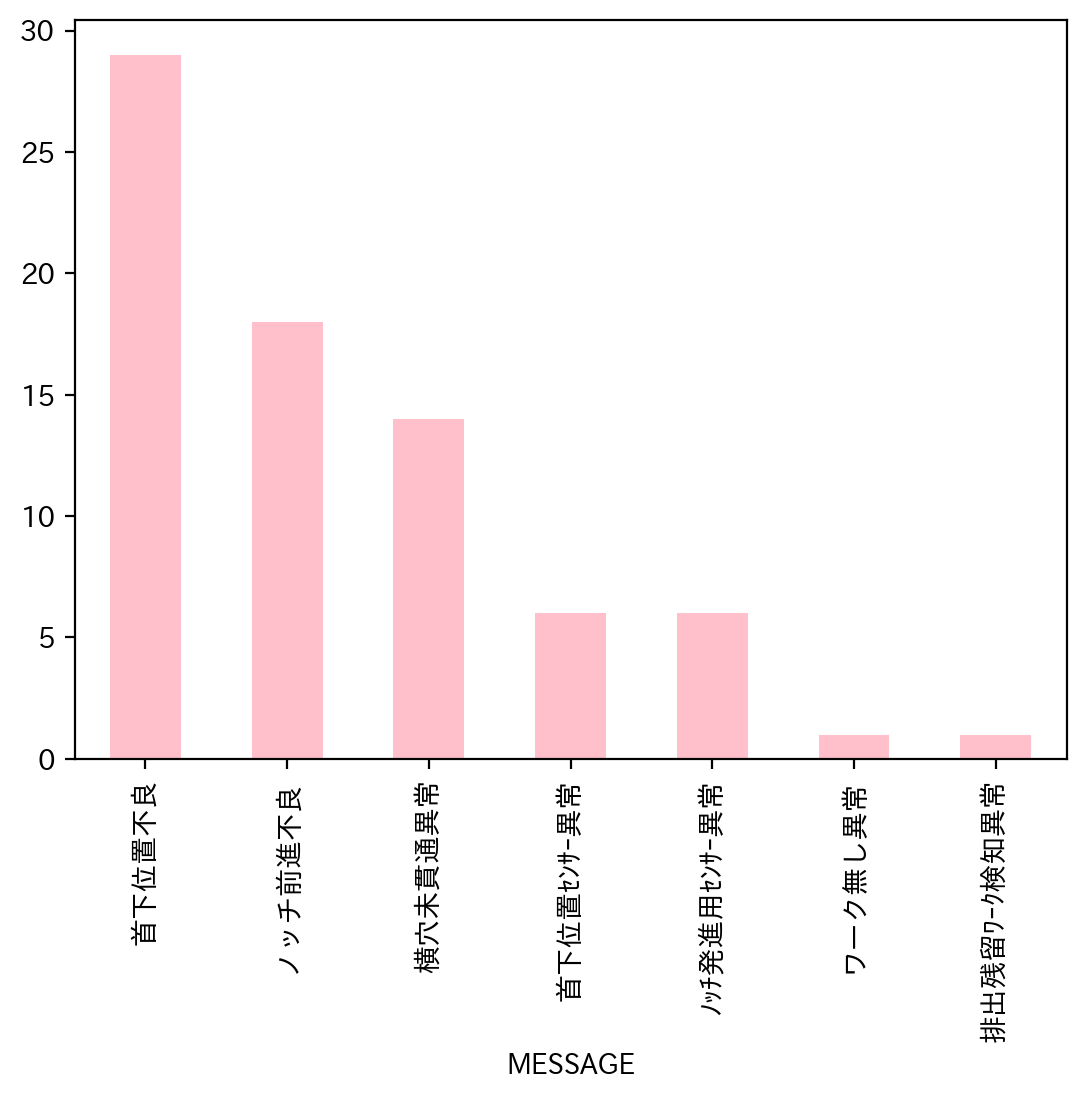 30
25
20
15
10
5
0
首下位置不良
ノッチ前進不良
横穴未貫通異常
首下位置ｾﾝｻｰ異常
ﾉｯﾁ発進用ｾﾝｻｰ異常
ワーク無し異常
排出残留ﾜｰｸ検知異常
MESSAGE